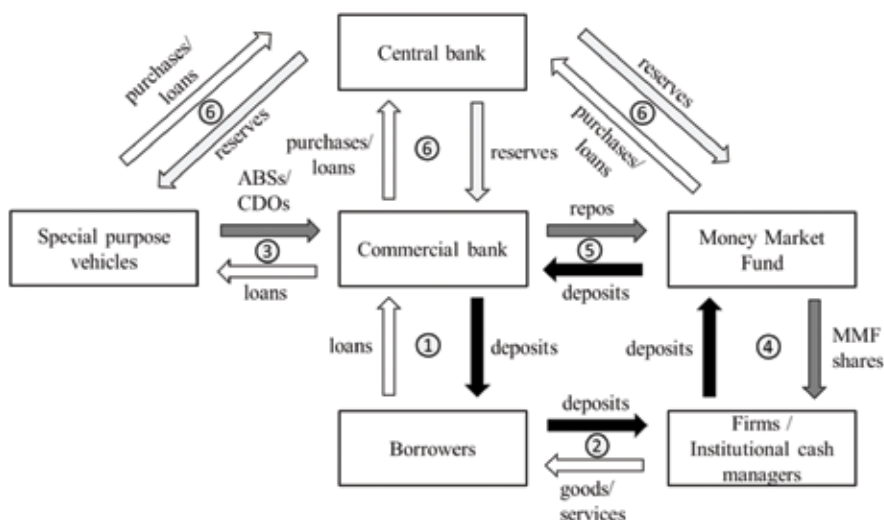 Central bank
purchases/
loans
⑥
reserves
purchases/
loans
⑥
reserves
reserves
⑥
purchases/
loans
ABSs/
CDOs
③
loans
repos
⑤
deposits
Special purpose
vehicles
Commercial bank
Money Market
Fund
loans
①
deposits
deposits
④
MMF
shares
deposits
②
goods/
services
Borrowers
Firms /
Institutional cash
managers